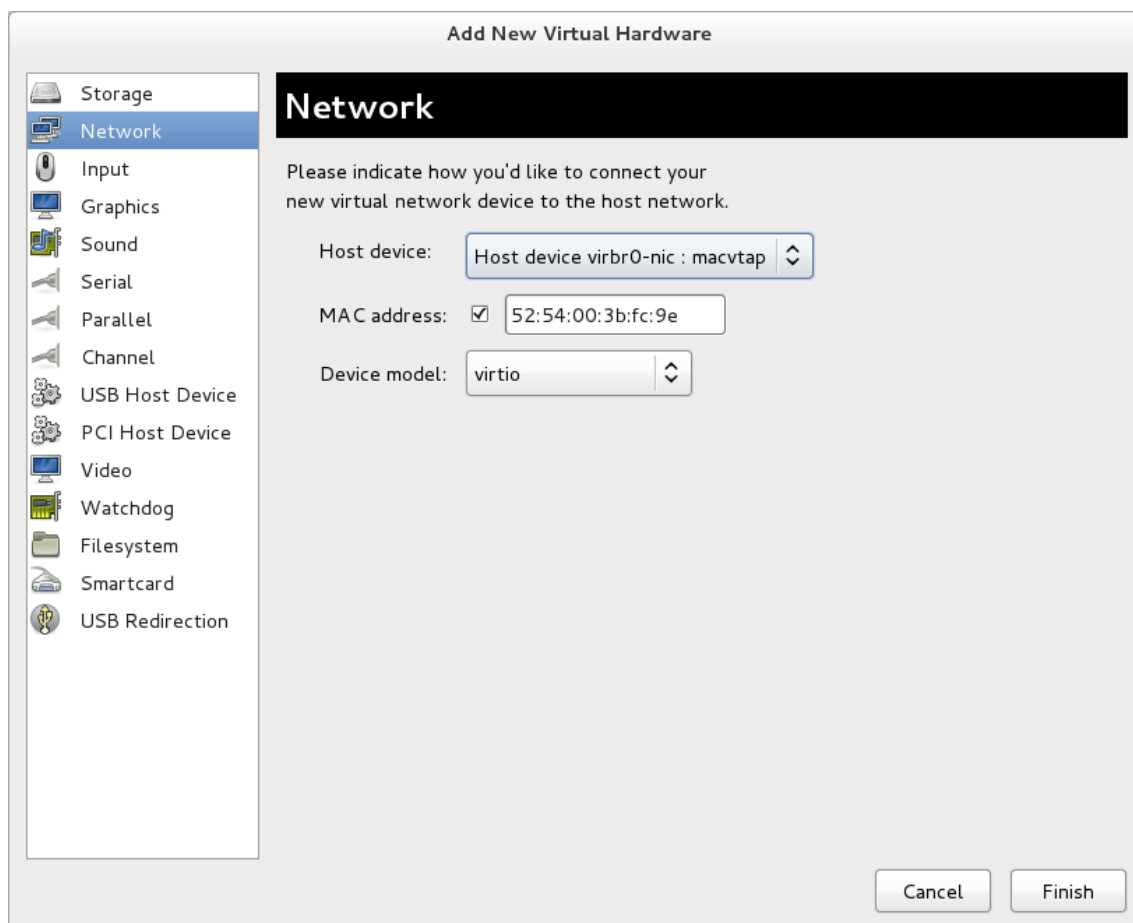 Add New Virtual Hardware
Storage
Network
Input
Graphics
Sound
Serial
Parallel
Channel
USB Host Device
PCI Host Device
Video
Watchdog
Filesystem
Smartcard
USB Redirection
Network
Please indicate how you'd like to connect your
new virtual network device to the host network.
Host device: Host device virbr0-nic : macvtap
MAC address: 52:54:00:3b:fc:9e
Device model: virtio
Cancel Finish